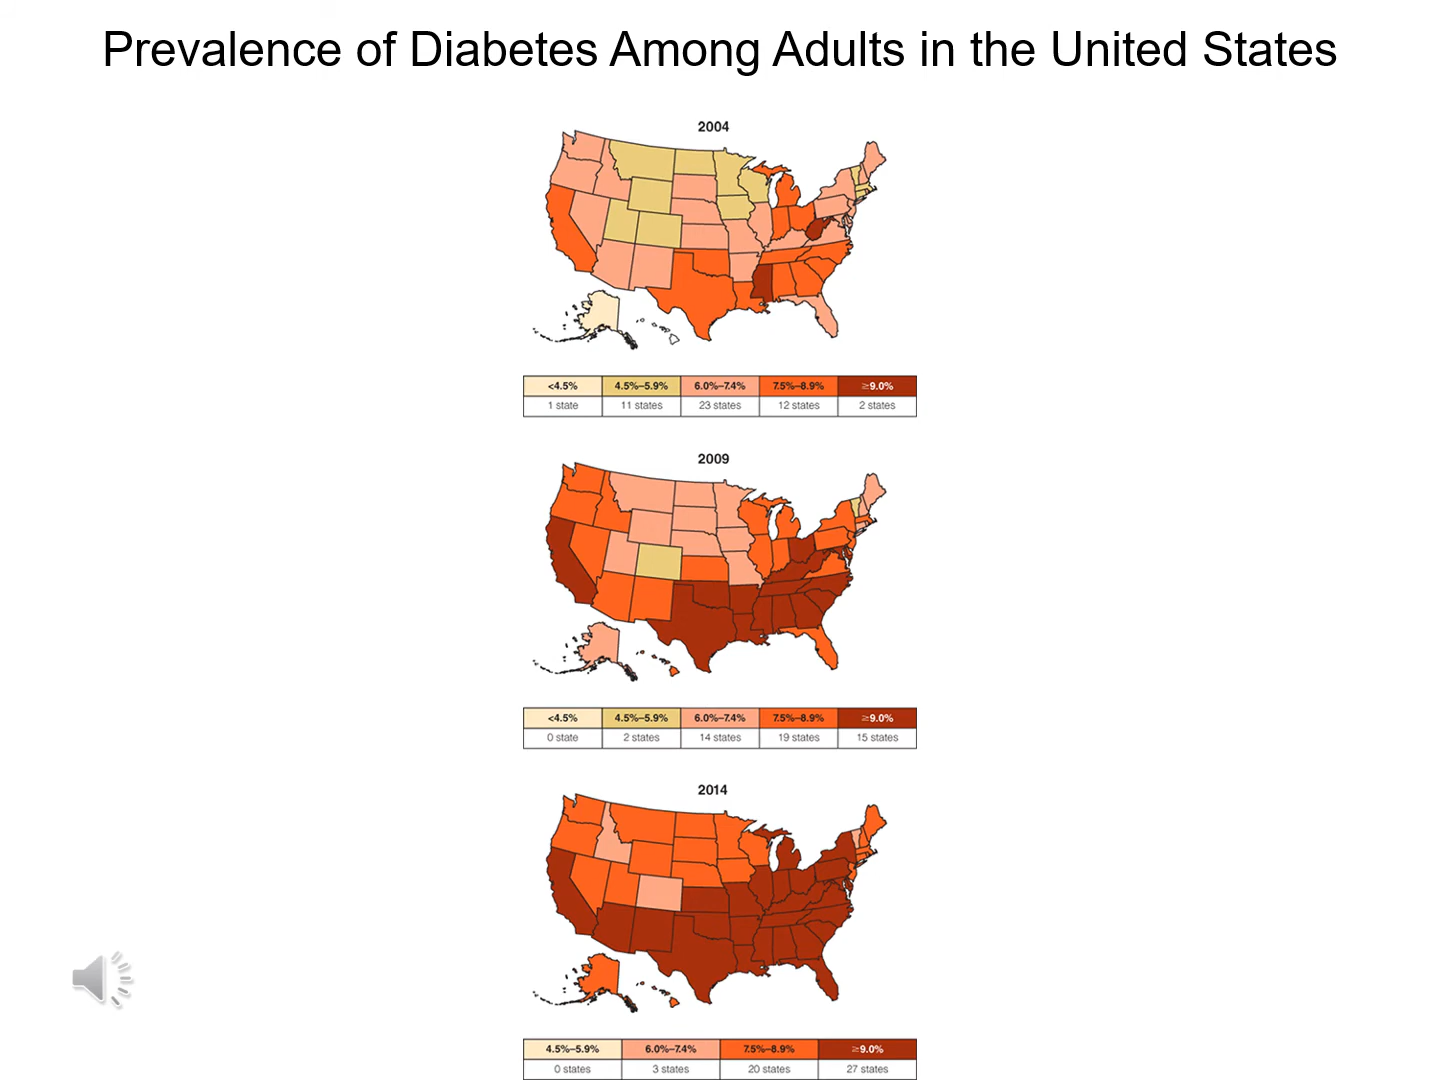 Prevalence of Diabetes Among Adults in the United States
2004
<4.5% 4.5%–5.9% 6.0%–7.4% 7.5%–8.9% ≥9.0%
1 state 11 states 23 states 12 states 2 states
2009
<4.5% 4.5%–5.9% 6.0%–7.4% 7.5%–8.9% ≥9.0%
0 state 2 states 14 states 19 states 15 states
2014
4.5%–5.9% 6.0%–7.4% 7.5%–8.9% ≥9.0%
0 states 3 states 20 states 27 states